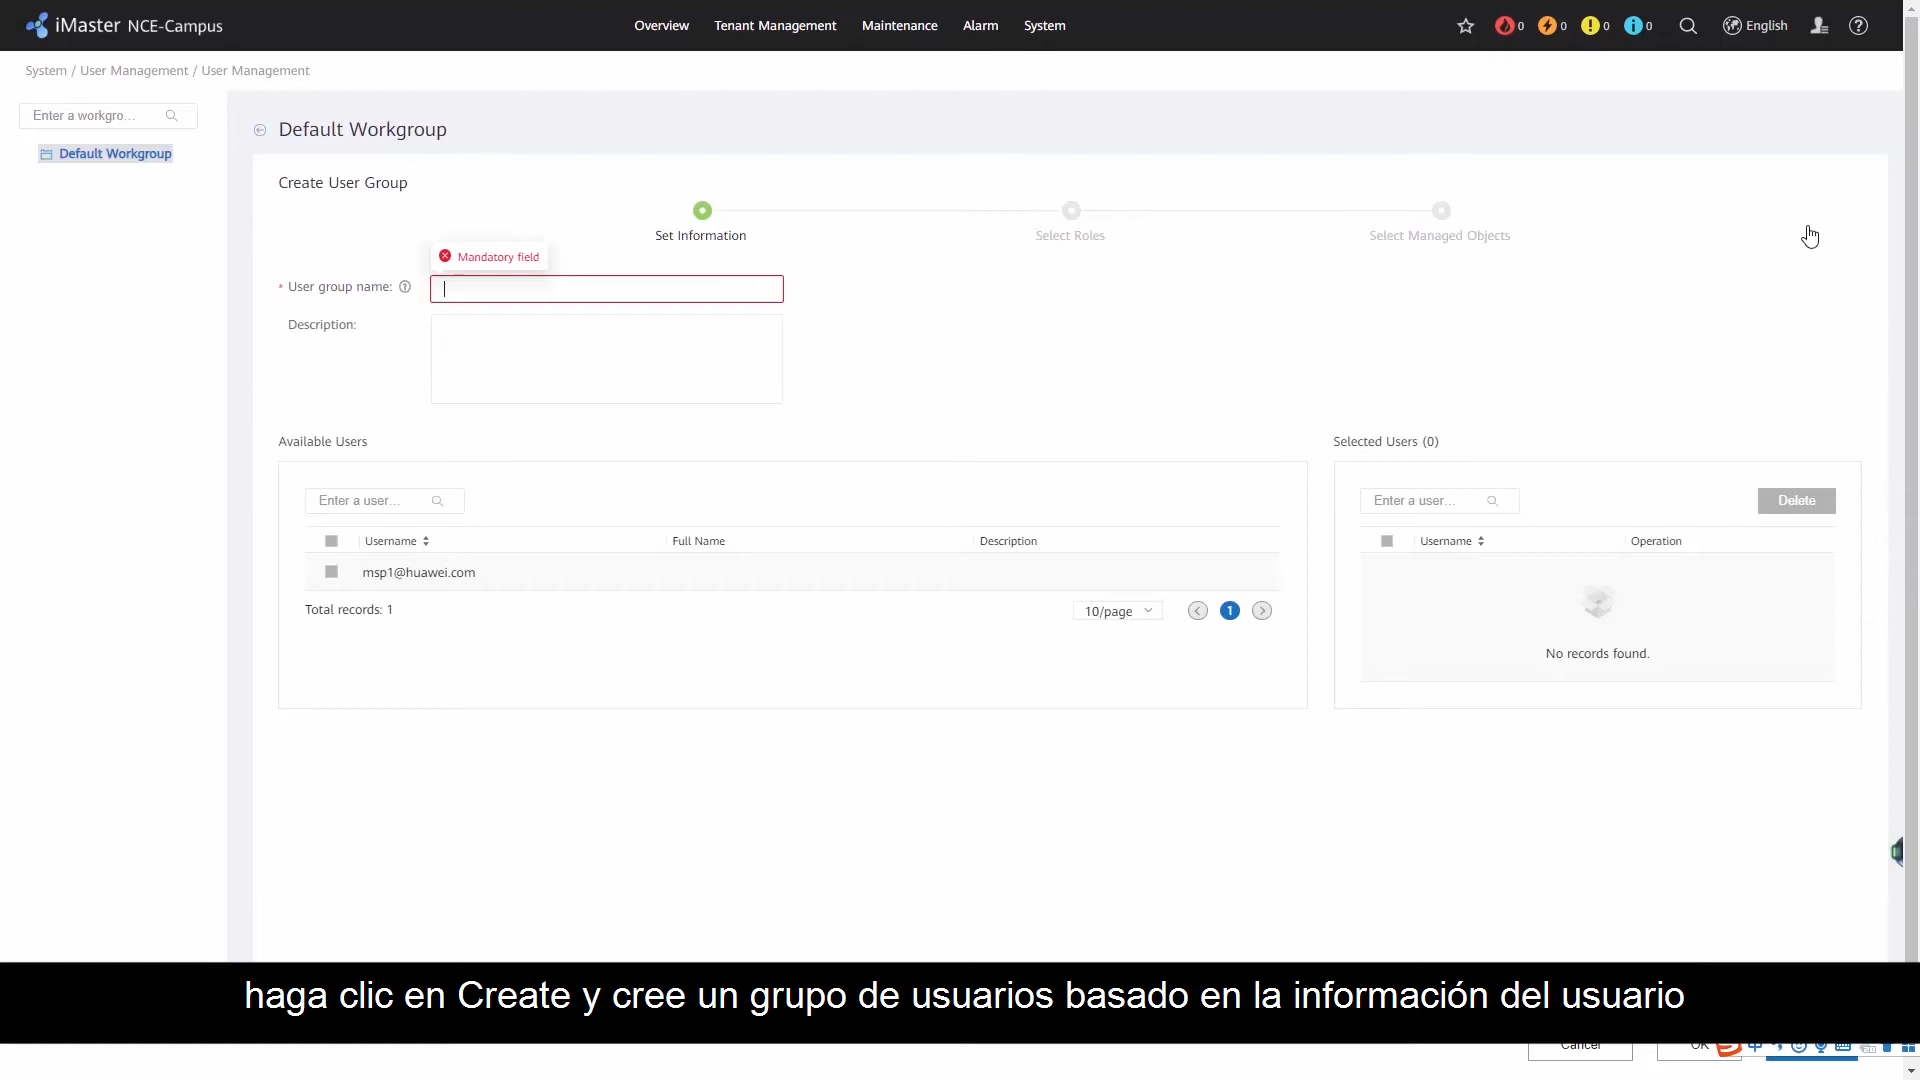 iMaster NCE-Campus
Overview Tenant Management Maintenance Alarm System
0 0 0 0 English
System / User Management / User Management
Enter a workgro...
Default Workgroup
Default Workgroup
Create User Group
Set Information Select Roles Select Managed Objects
Mandatory field
* User group name:
Description:
Available Users
Selected Users (0)
Enter a user...
Enter a user... Delete
Username Full Name Description
Username Operation
msp1@huawei.com
Total records: 1
10/page 1
No records found.
haga clic en Create y cree un grupo de usuarios basado en la información del usuario
Cancel OK